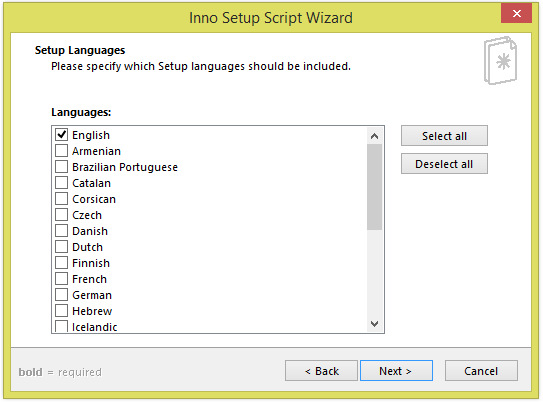 Inno Setup Script Wizard
Setup Languages
Please specify which Setup languages should be included.
Languages:
English
Armenian
Brazilian Portuguese
Catalan
Corsican
Czech
Danish
Dutch
Finnish
French
German
Hebrew
Icelandic
Select all
Deselect all
bold = required
< Back
Next >
Cancel